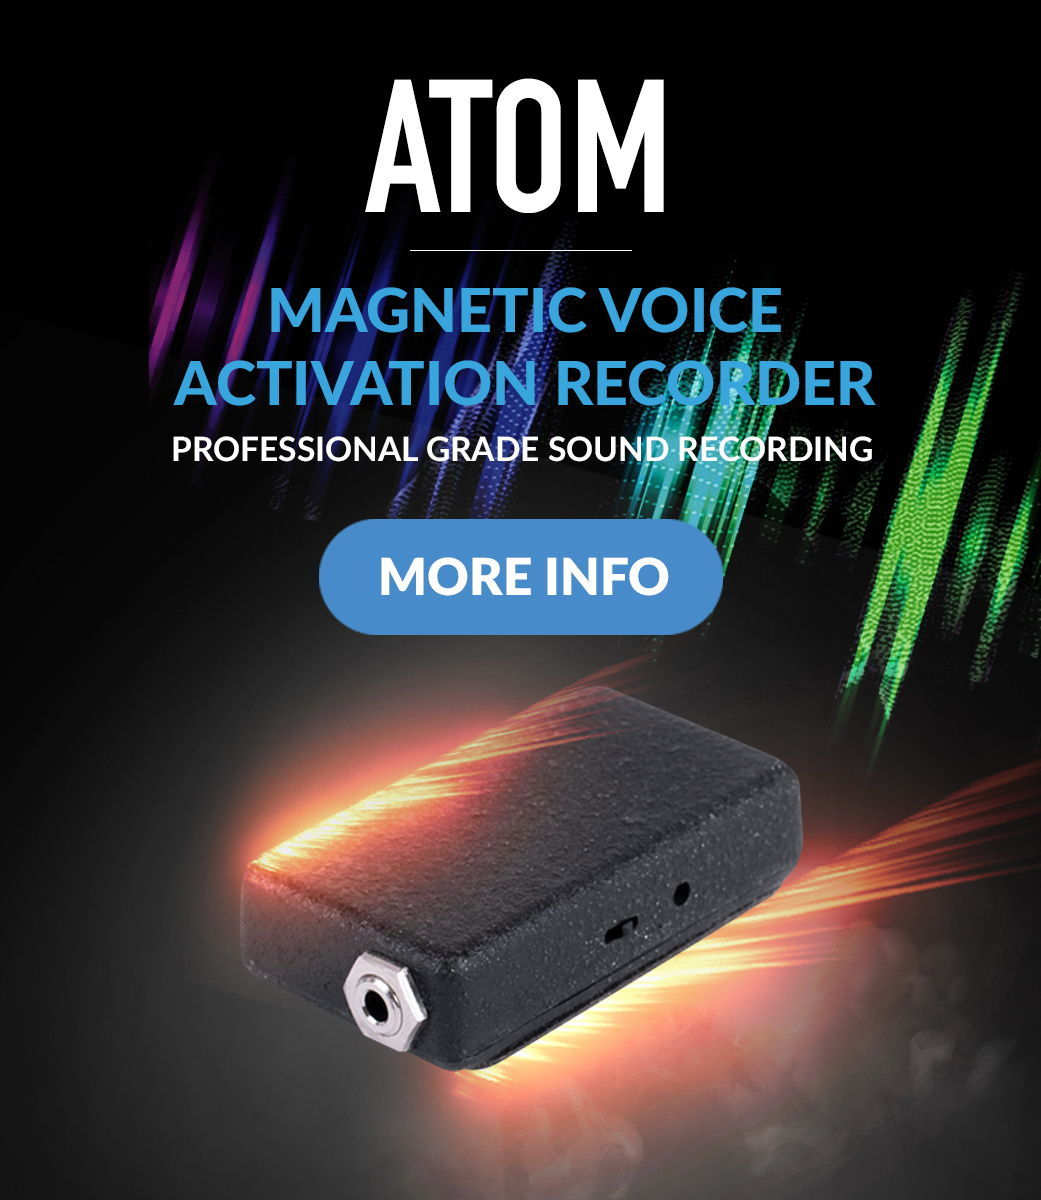 ATOM
MAGNETIC VOICE
ACTIVATION RECORDER
PROFESSIONAL GRADE SOUND RECORDING
MORE INFO